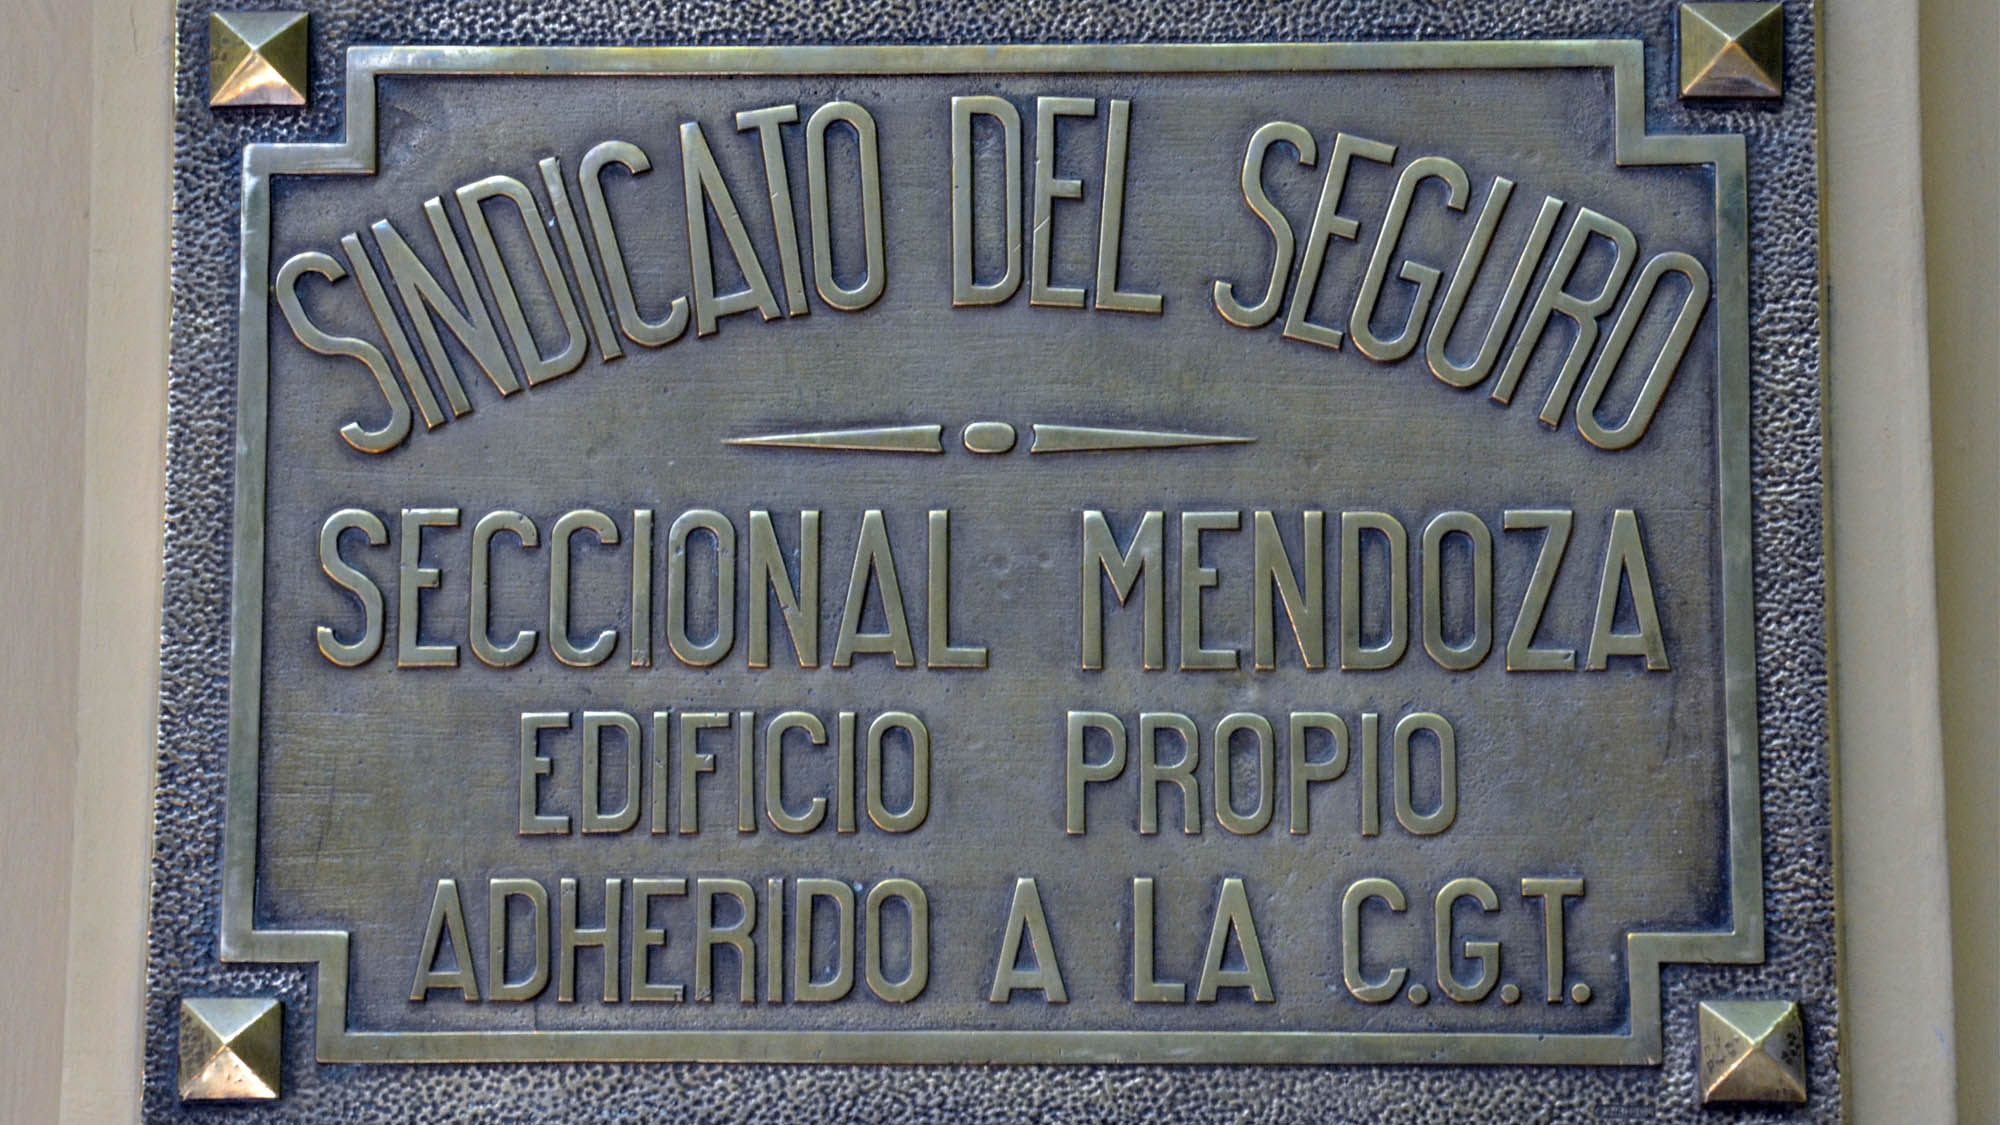 SINDICATO DEL SEGURO
SECCIONAL MENDOZA
EDIFICIO PROPIO
ADHERIDO A LA C.G.T.